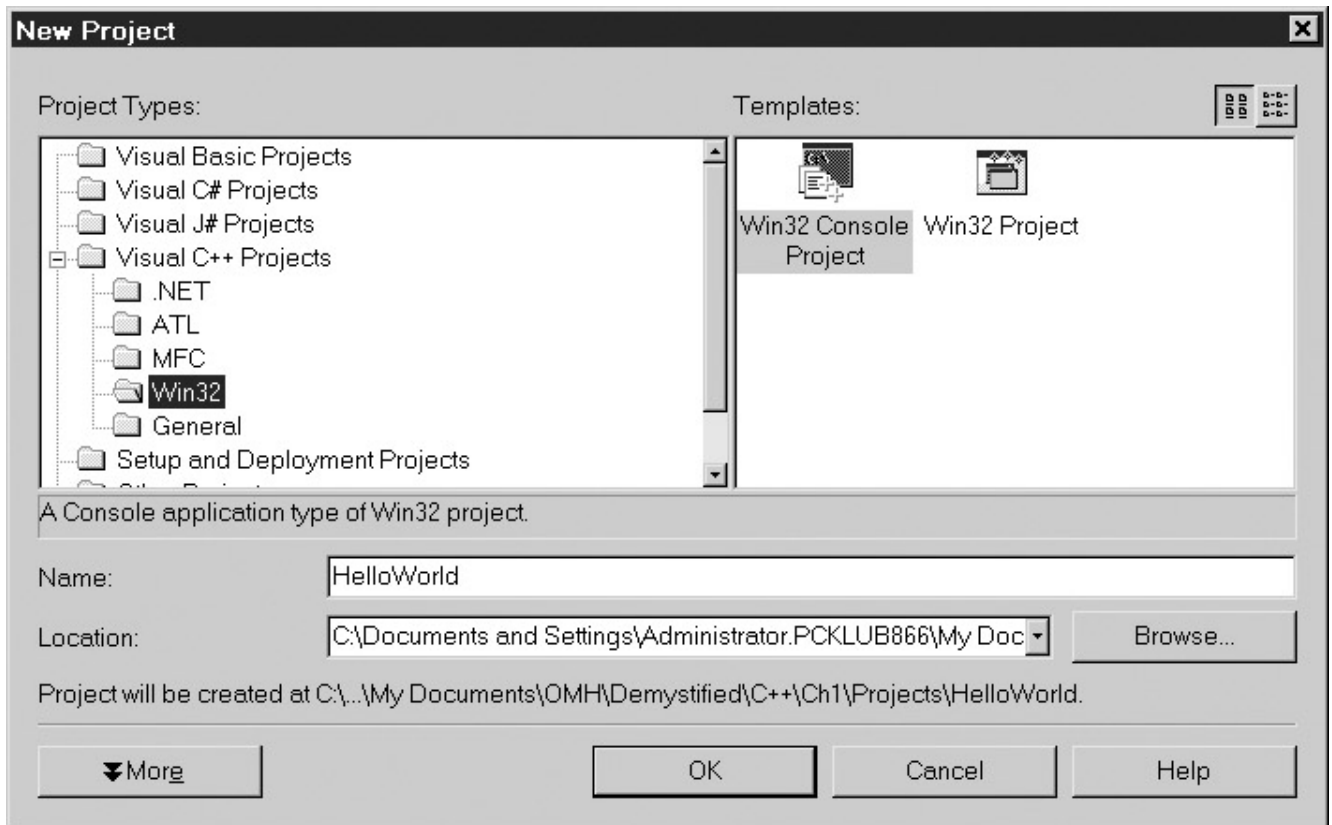 New Project
Project Types:
Templates:
Visual Basic Projects
Visual C# Projects
Visual J# Projects
Visual C++ Projects
.NET
ATL
MFC
Win32
General
Setup and Deployment Projects
Win32 Console
Project
Win32 Project
A Console application type of Win32 project.
Name:
HelloWorld
Location:
C:\Documents and Settings\Administrator.PCKLUB866\My Doc
Browse...
Project will be created at C:\...\My Documents\OMH\Demystified\C++\Ch1\Projects\HelloWorld.
More
OK
Cancel
Help